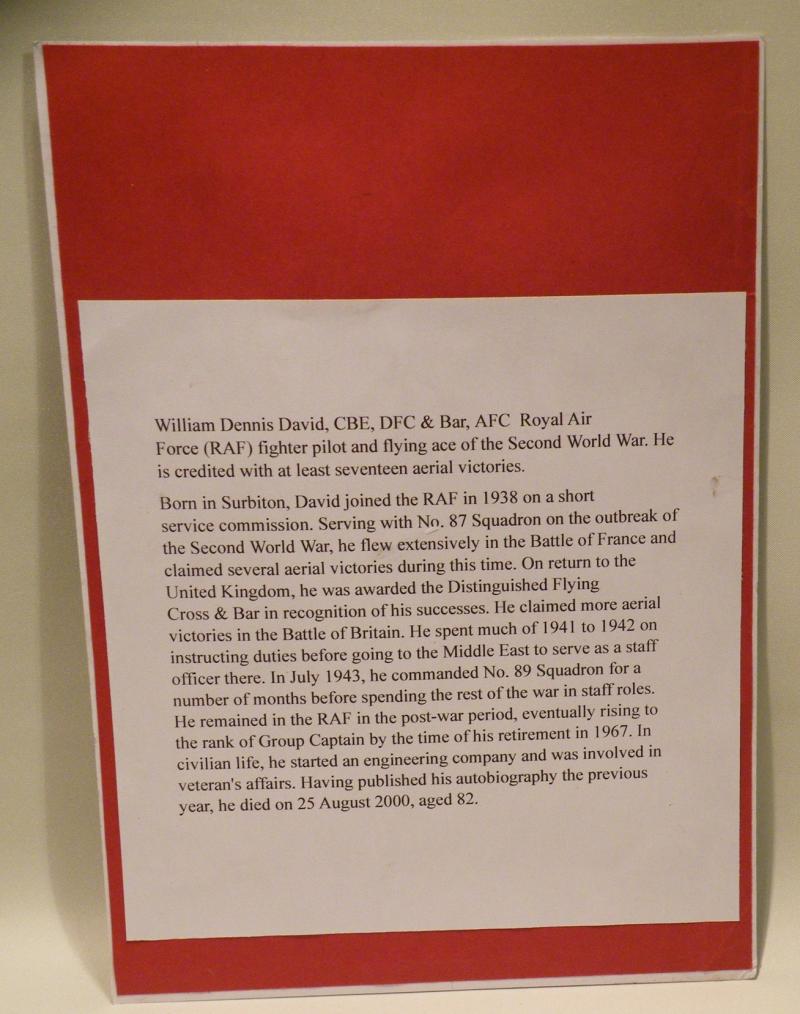 William Dennis David, CBE, DFC & Bar, AFC Royal Air
Force (RAF) fighter pilot and flying ace of the Second World War. He
is credited with at least seventeen aerial victories.
Born in Surbiton, David joined the RAF in 1938 on a short
service commission. Serving with No. 87 Squadron on the outbreak of
the Second World War, he flew extensively in the Battle of France and
claimed several aerial victories during this time. On return to the
United Kingdom, he was awarded the Distinguished Flying
Cross & Bar in recognition of his successes. He claimed more aerial
victories in the Battle of Britain. He spent much of 1941 to 1942 on
instructing duties before going to the Middle East to serve as a staff
officer there. In July 1943, he commanded No. 89 Squadron for a
number of months before spending the rest of the war in staff roles.
He remained in the RAF in the post-war period, eventually rising to
the rank of Group Captain by the time of his retirement in 1967. In
civilian life, he started an engineering company and was involved in
veteran's affairs. Having published his autobiography the previous
year, he died on 25 August 2000, aged 82.